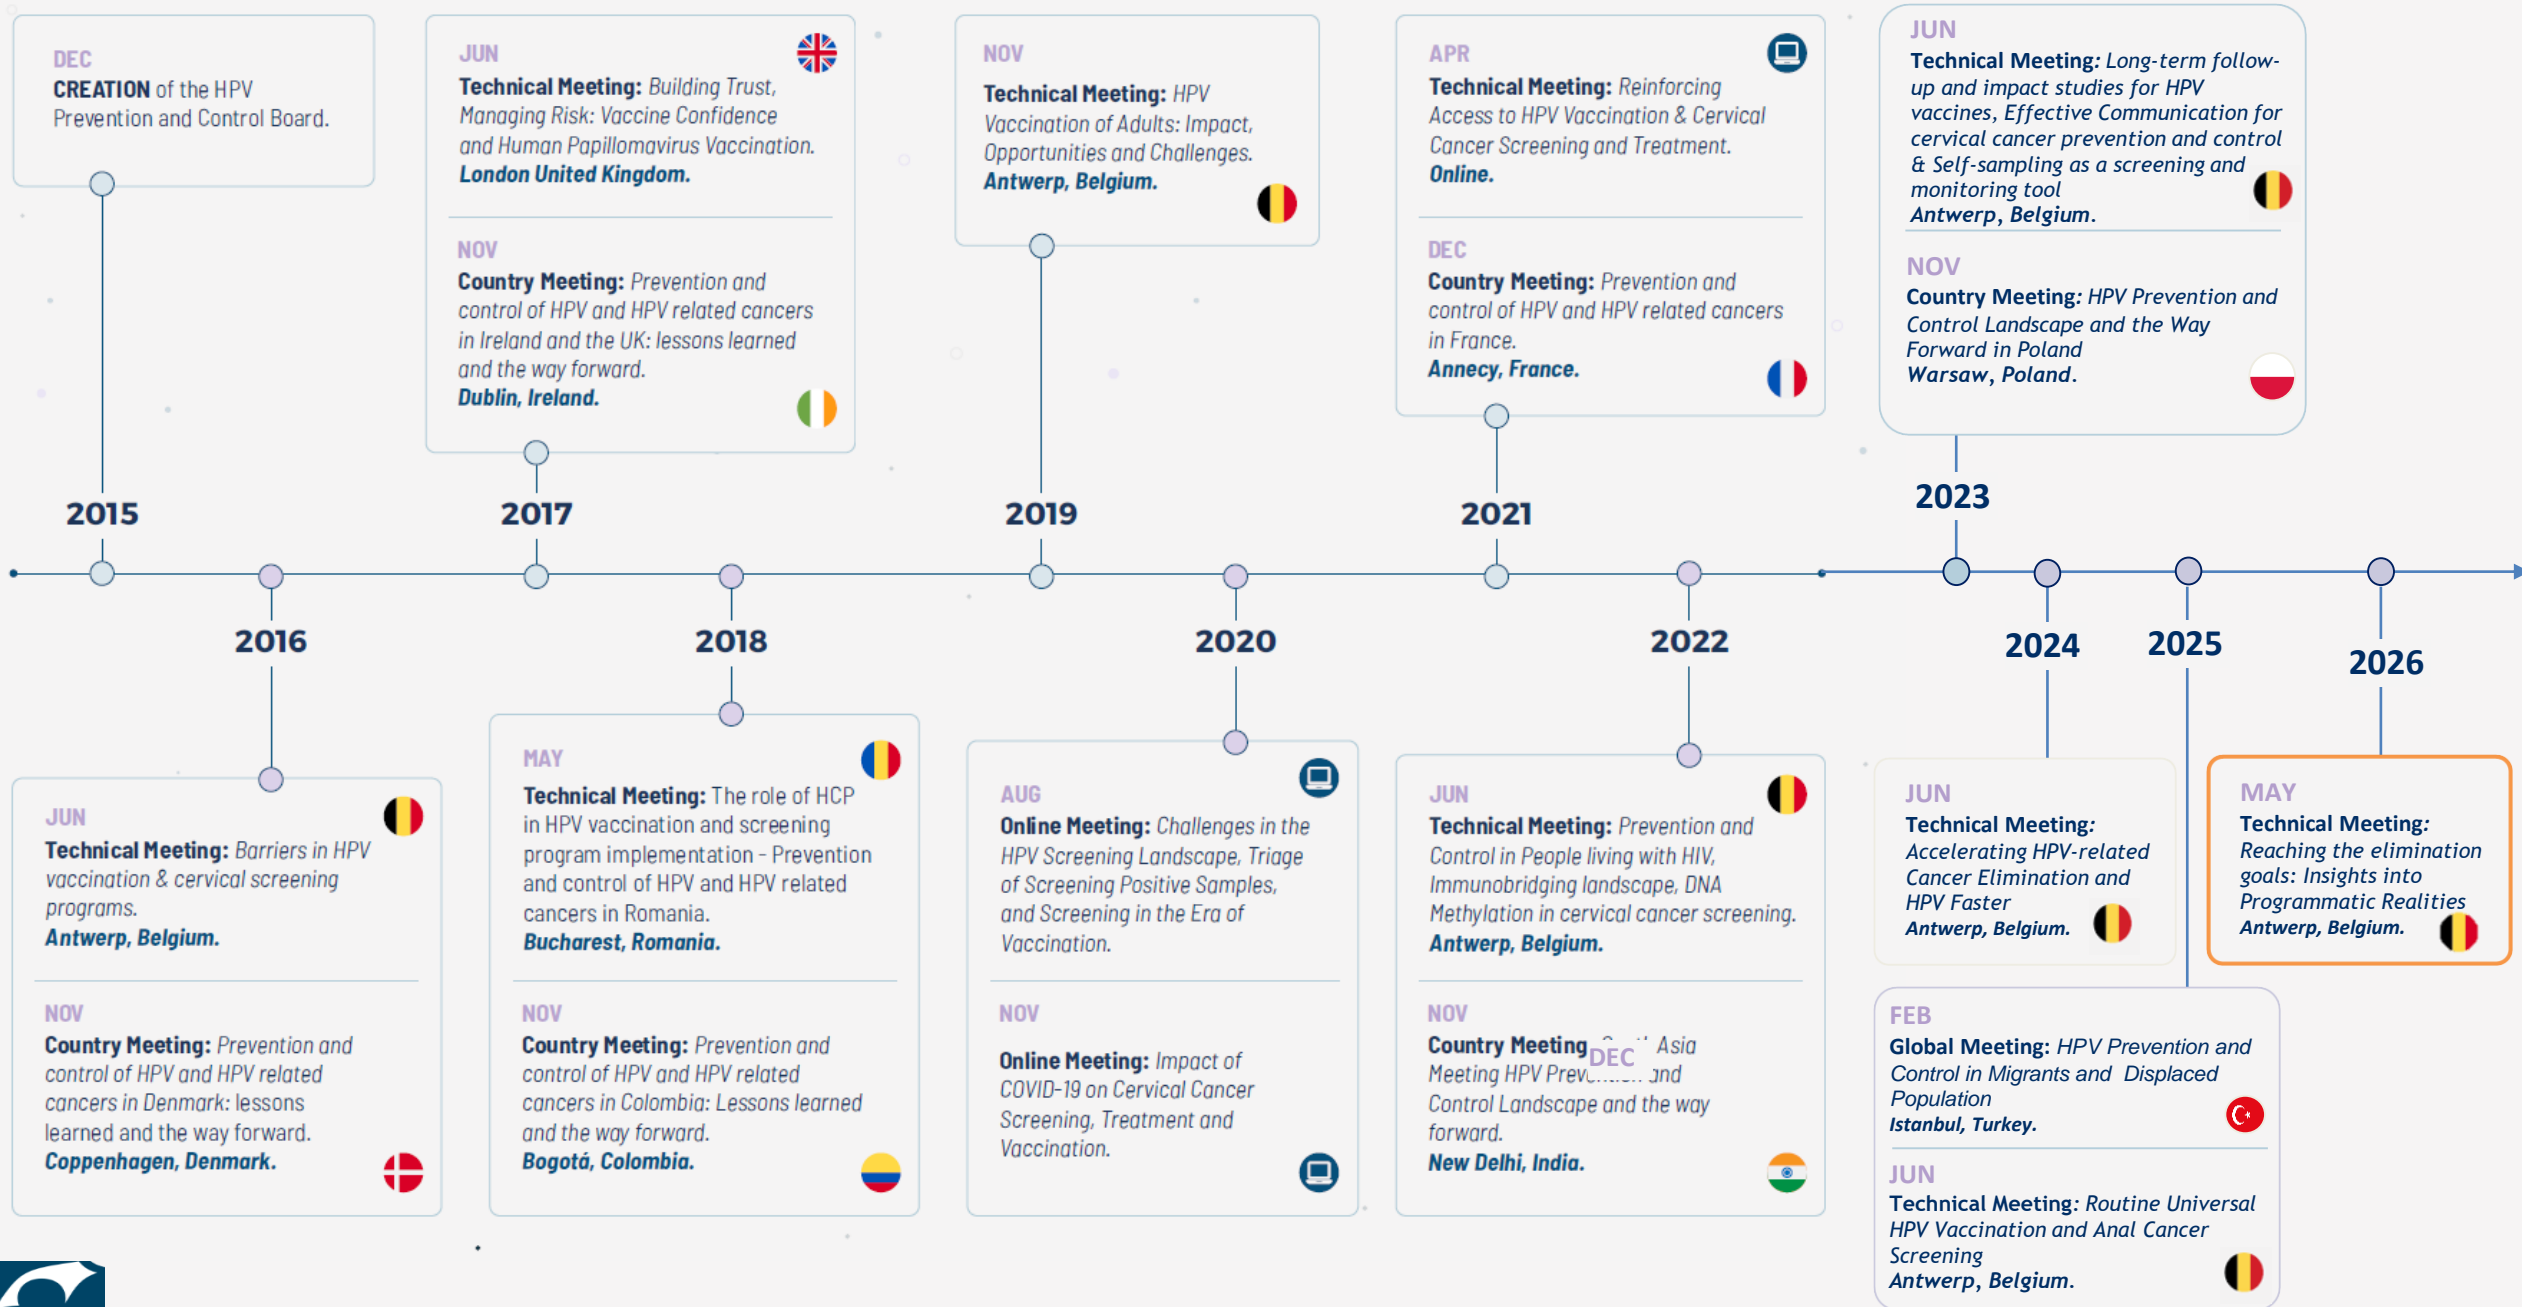 DEC
CREATION of the HPV
Prevention and Control Board.
2015
JUN
Technical Meeting: Barriers in HPV
vaccination & cervical screening
programs.
Antwerp, Belgium.
NOV
Country Meeting: Prevention and
control of HPV and HPV related
cancers in Denmark: lessons
learned and the way forward.
Coppenhagen, Denmark.
2016
JUN
Technical Meeting: Building Trust,
Managing Risk: Vaccine Confidence
and Human Papillomavirus Vaccination.
London United Kingdom.
NOV
Country Meeting: Prevention and
control of HPV and HPV related cancers
in Ireland and the UK: lessons learned
and the way forward.
Dublin, Ireland.
2017
2018
MAY
Technical Meeting: The role of HCP
in HPV vaccination and screening
program implementation - Prevention
and control of HPV and HPV related
cancers in Romania.
Bucharest, Romania.
NOV
Country Meeting: Prevention and
control of HPV and HPV related
cancers in Colombia: Lessons learned
and the way forward.
Bogotá, Colombia.
NOV
Technical Meeting: HPV
Vaccination of Adults: Impact,
Opportunities and Challenges.
Antwerp, Belgium.
2019
2020
AUG
Online Meeting: Challenges in the
HPV Screening Landscape, Triage
of Screening Positive Samples,
and Screening in the Era of
Vaccination.
NOV
Online Meeting: Impact of
COVID-19 on Cervical Cancer
Screening, Treatment and
Vaccination.
APR
Technical Meeting: Reinforcing
Access to HPV Vaccination & Cervical
Cancer Screening and Treatment.
Online.
DEC
Country Meeting: Prevention and
control of HPV and HPV related cancers
in France.
Annecy, France.
2021
2022
JUN
Technical Meeting: Prevention and
Control in People living with HIV,
Immunobridging landscape, DNA
Methylation in cervical cancer screening.
Antwerp, Belgium.
NOV
Country Meeting Asia
DEC
Meeting HPV and
Control Landscape and the way
forward.
New Delhi, India.
JUN
Technical Meeting: Long-term follow-
up and impact studies for HPV
vaccines, Effective Communication for
cervical cancer prevention and control
& Self-sampling as a screening and
monitoring tool
Antwerp, Belgium.
NOV
Country Meeting: HPV Prevention and
Control Landscape and the Way
Forward in Poland
Warsaw, Poland.
2023
2024
JUN
Technical Meeting:
Accelerating HPV-related
Cancer Elimination and
HPV Faster
Antwerp, Belgium.
2025
FEB
Global Meeting: HPV Prevention and
Control in Migrants and Displaced
Population
Istanbul, Turkey.
JUN
Technical Meeting: Routine Universal
HPV Vaccination and Anal Cancer
Screening
Antwerp, Belgium.
2026
MAY
Technical Meeting:
Reaching the elimination
goals: Insights into
Programmatic Realities
Antwerp, Belgium.